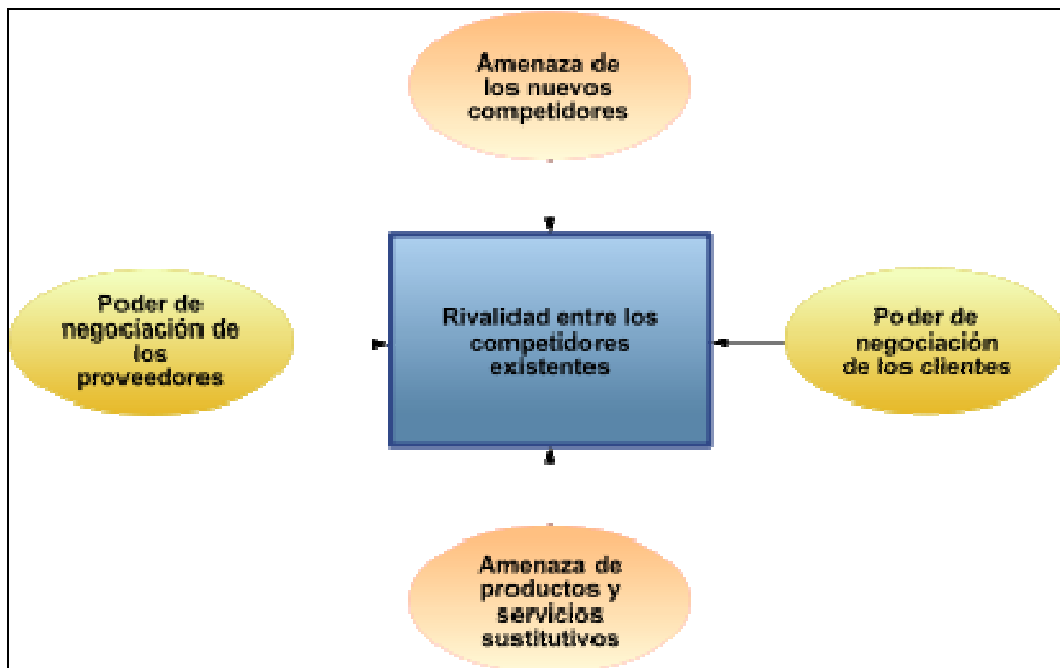 Amenaza de
los nuevos
competidores
Poder de
negociación de
los
proveedores
Rivalidad entre los
competidores
existentes
Poder de
negociación
de los clientes
Amenaza de
productos y
servicios
sustitutivos